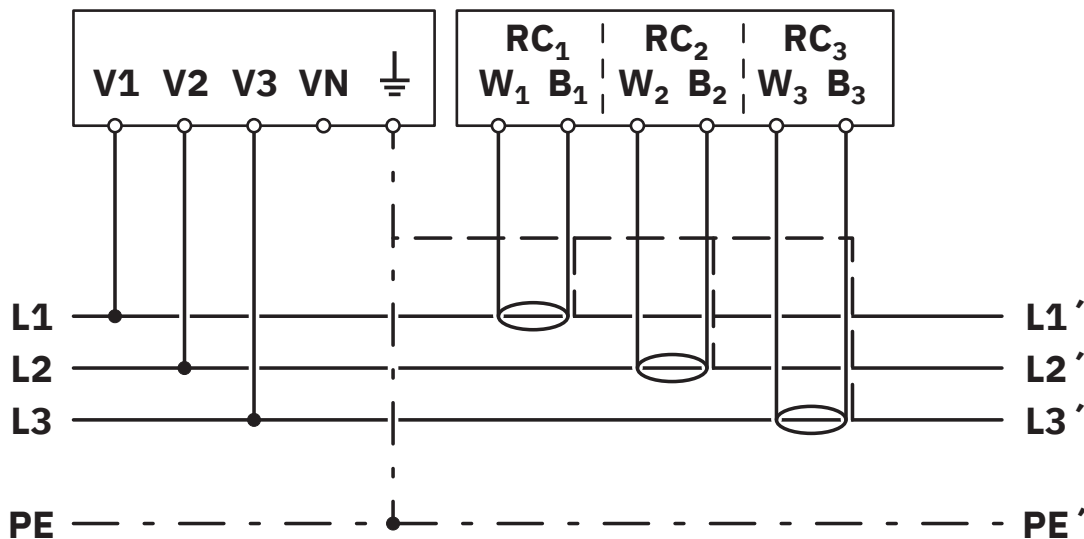 RC₁ RC₂ RC₃
V1 V2 V3 VN W₁ B₁ W₂ B₂ W₃ B₃
L1 L1´
L2 L2´
L3 L3´
PE PE´